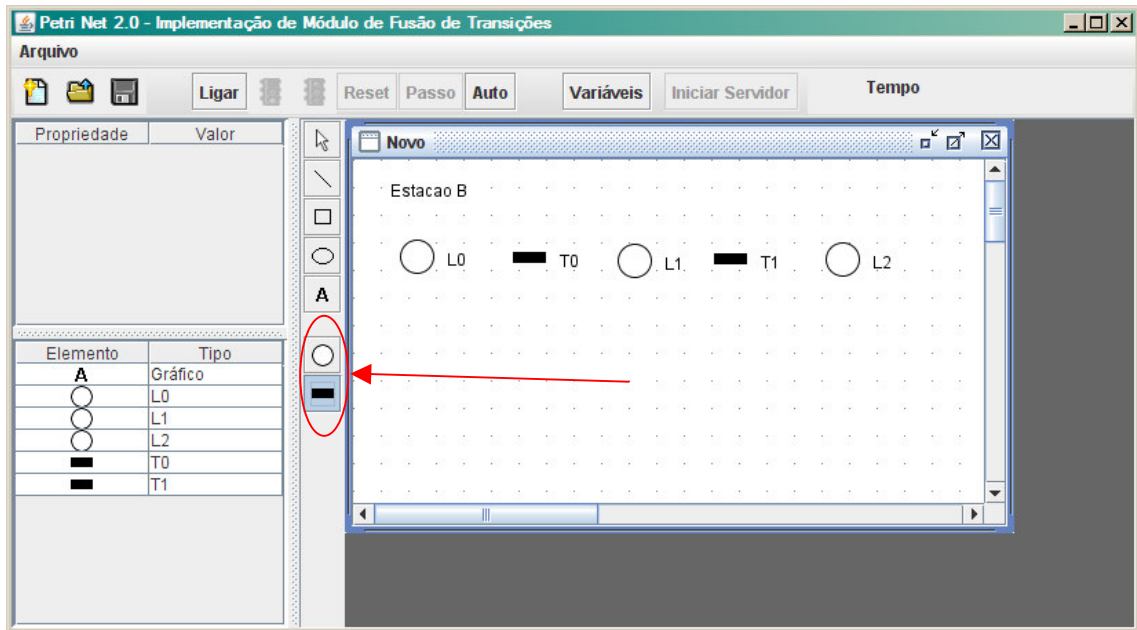 Petri Net 2.0 - Implementação de Módulo de Fusão de Transições
Arquivo
Ligar Reset Passo Auto Variáveis Iniciar Servidor Tempo
Propriedade Valor
Novo
Estacao B
L0 T0 L1 T1 L2
A
Elemento Tipo
A Gráfico
L0
L1
L2
T0
T1